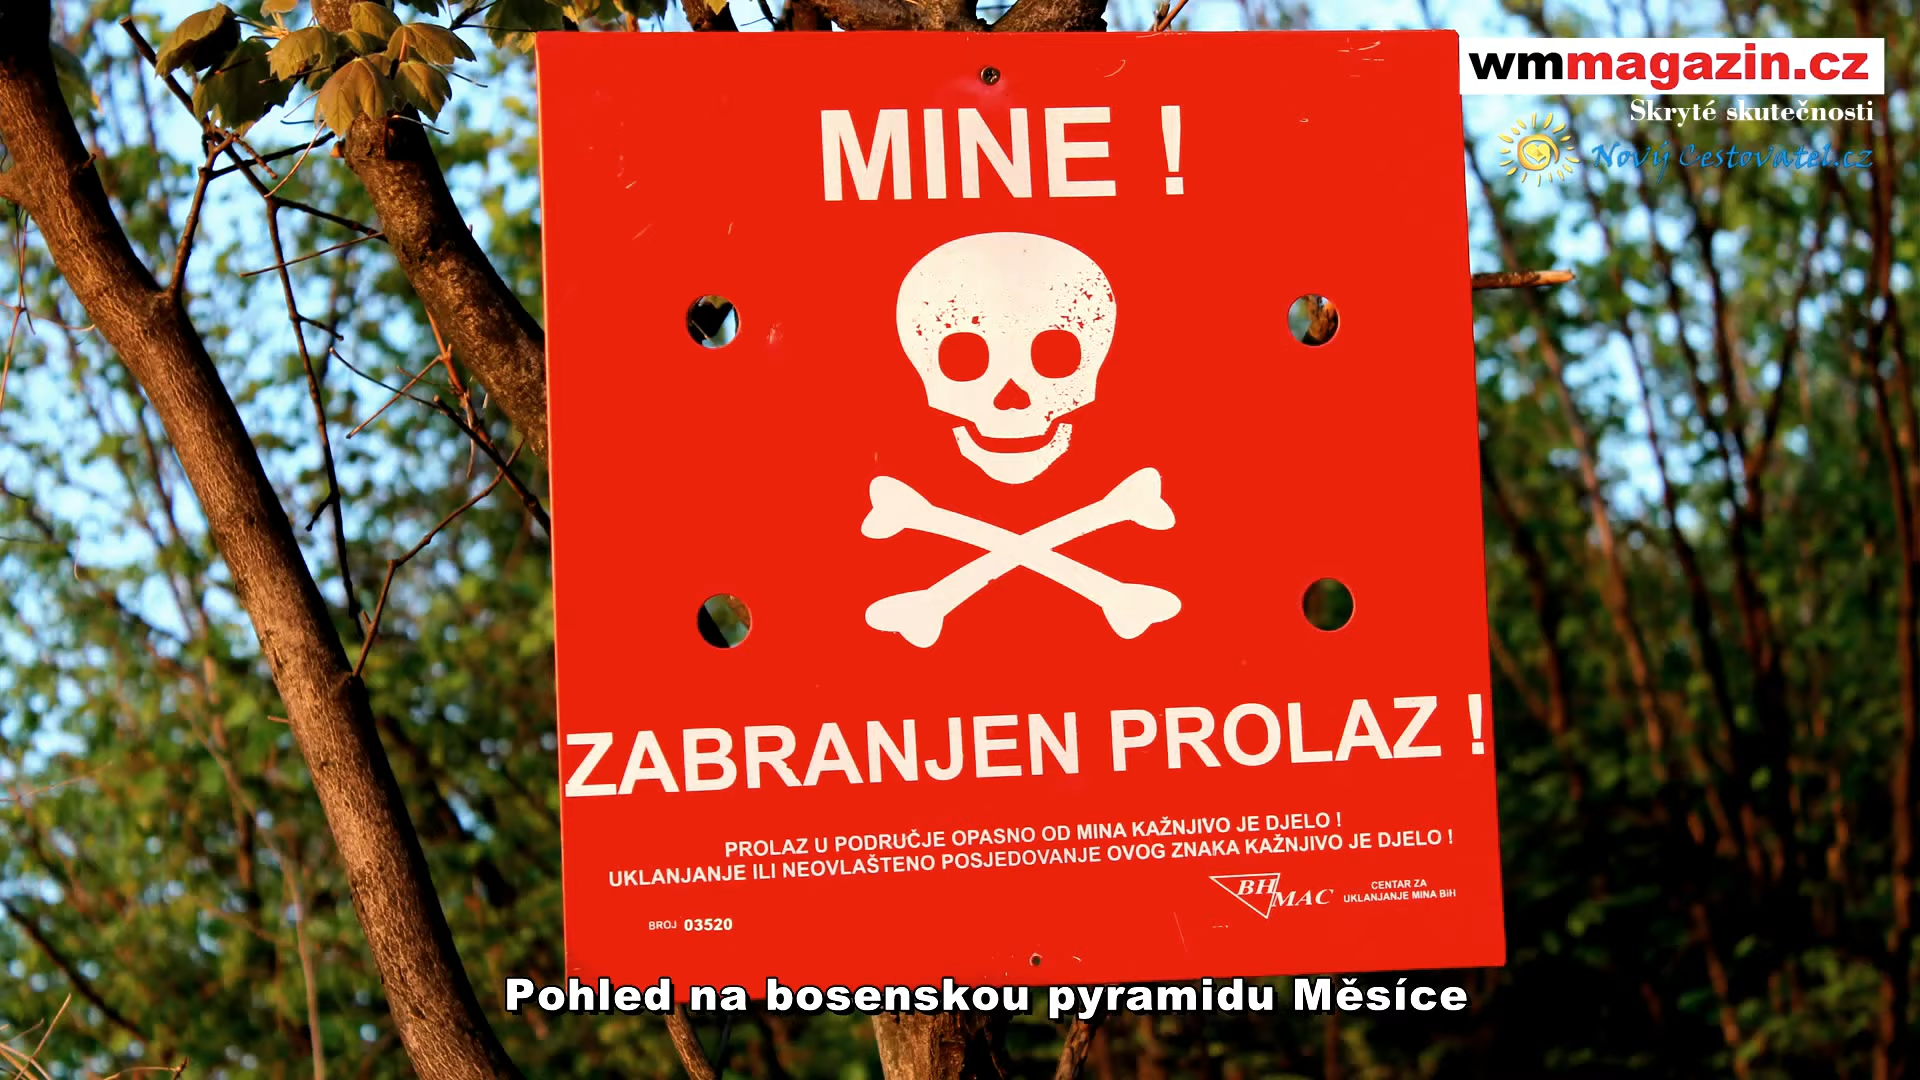 wmmagazin.cz
Skryté skutečnosti
Nový Cestovatel.cz
MINE !
ZABRANJEN PROLAZ !
PROLAZ U PODRUČJE OPASNO OD MINA KAŽNJIVO JE DJELO !
UKLANJANJE ILI NEOVLAŠTENO POSJEDOVANJE OVOG ZNAKA KAŽNJIVO JE DJELO !
BH MAC
CENTAR ZA
UKLANJANJE MINA BiH
BROJ 03520
Pohled na bosenskou pyramidu Měsíce